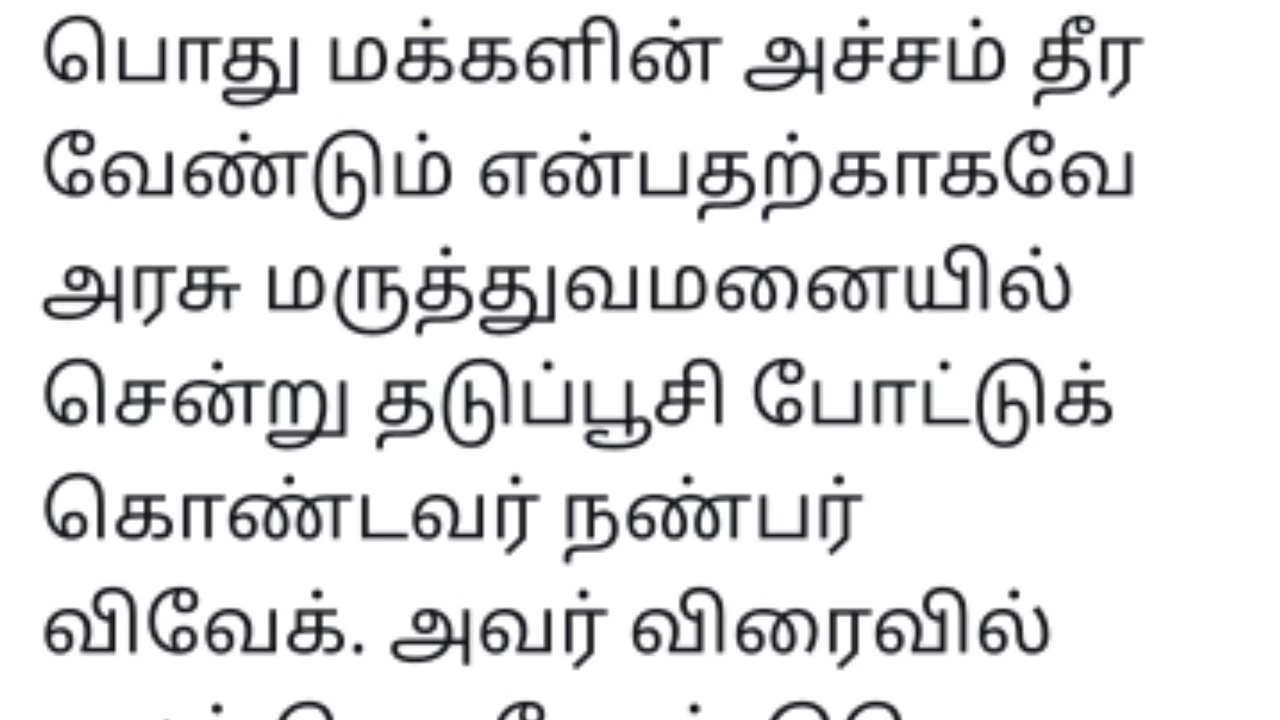 பொது மக்களின் அச்சம் தீர
வேண்டும் என்பதற்காகவே
அரசு மருத்துவமனையில்
சென்று தடுப்பூசி போட்டுக்
கொண்டவர் நண்பர்
விவேக். அவர் விரைவில்